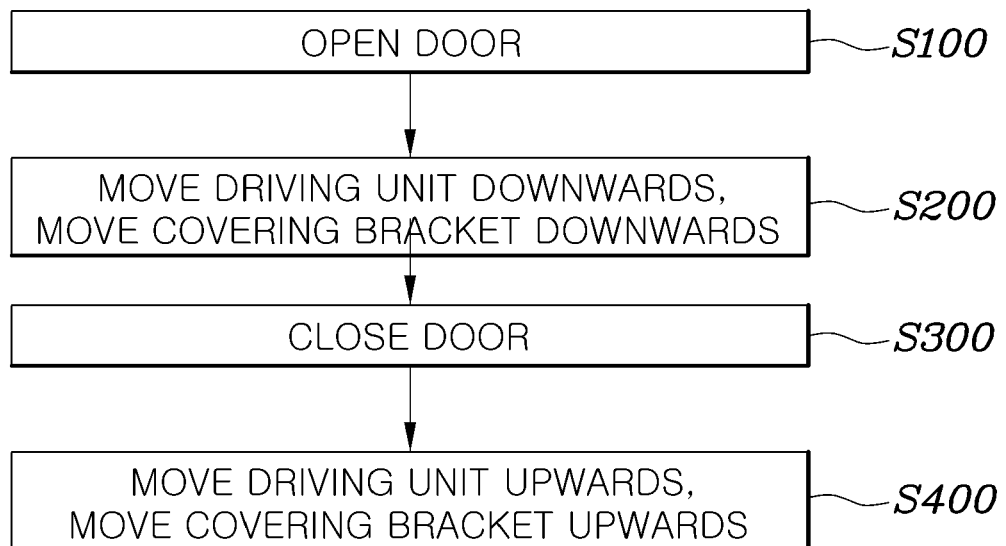 OPEN DOOR
S100
MOVE DRIVING UNIT DOWNWARDS,
MOVE COVERING BRACKET DOWNWARDS
S200
CLOSE DOOR
S300
MOVE DRIVING UNIT UPWARDS,
MOVE COVERING BRACKET UPWARDS
S400